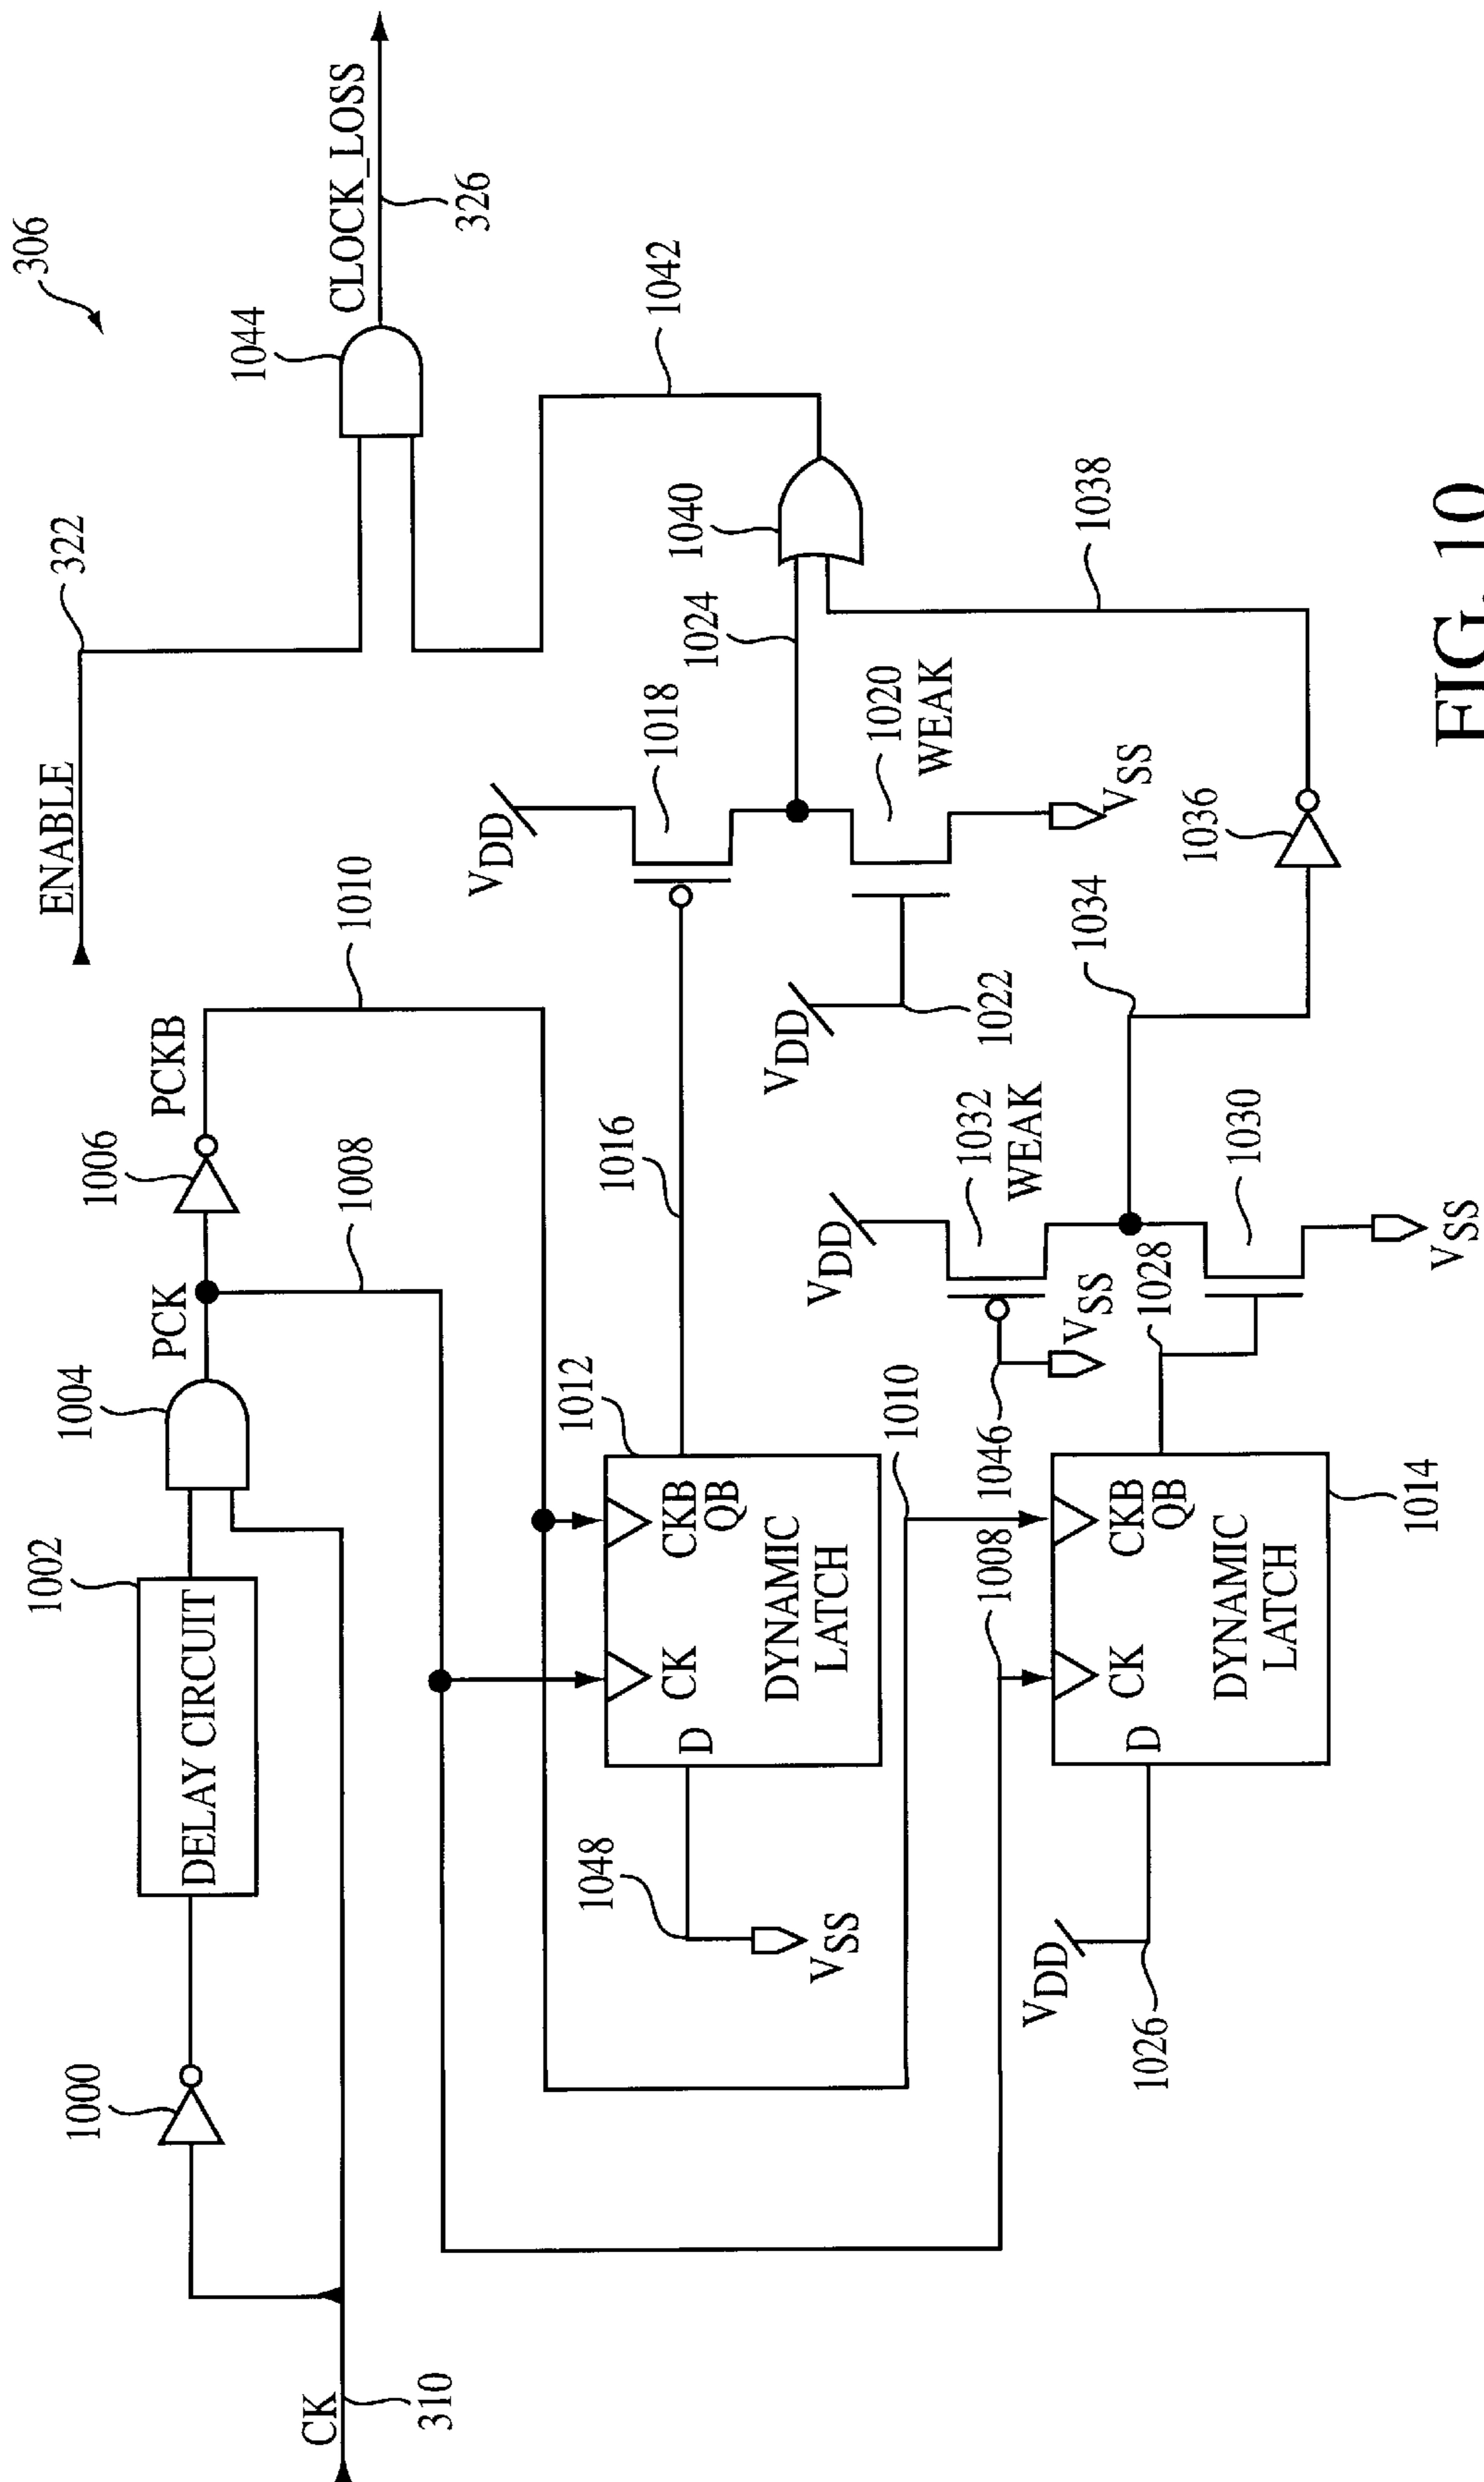 306
ENABLE
322
1044
CLOCK_LOSS
326
1042
CK
310
1000
1002
DELAY CIRCUIT
1004
PCK
1006
PCKB
1008
1010
1012
D
CK
CKB
QB
DYNAMIC
LATCH
1048
VSS
1016
VDD
1018
1024
1040
VDD
1022
1020
WEAK
VSS
1010
1008
1014
D
CK
CKB
QB
DYNAMIC
LATCH
VDD
1026
1046
VSS
1028
VDD
1032
WEAK
1034
1030
VSS
1036
1038
FIG. 10